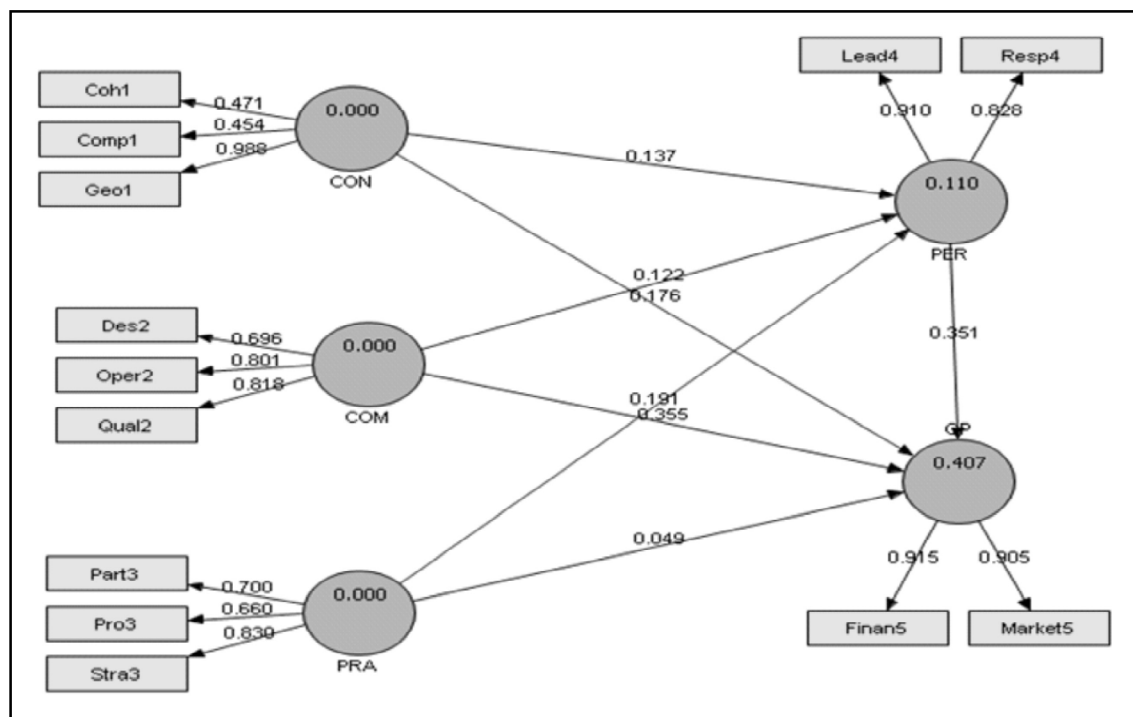 Lead4
Resp4
Coh1
0.471
0.000
0.910
0.828
Comp1
0.454
0.137
Geo1
0.988
CON
0.110
PER
0.122
0.176
Des2
0.696
0.000
0.351
Oper2
0.801
Qual2
0.818
COM
0.191
0.355
GP
0.407
0.049
Part3
0.700
0.000
0.915
0.905
Pro3
0.660
Finan5
Market5
Stra3
0.830
PRA